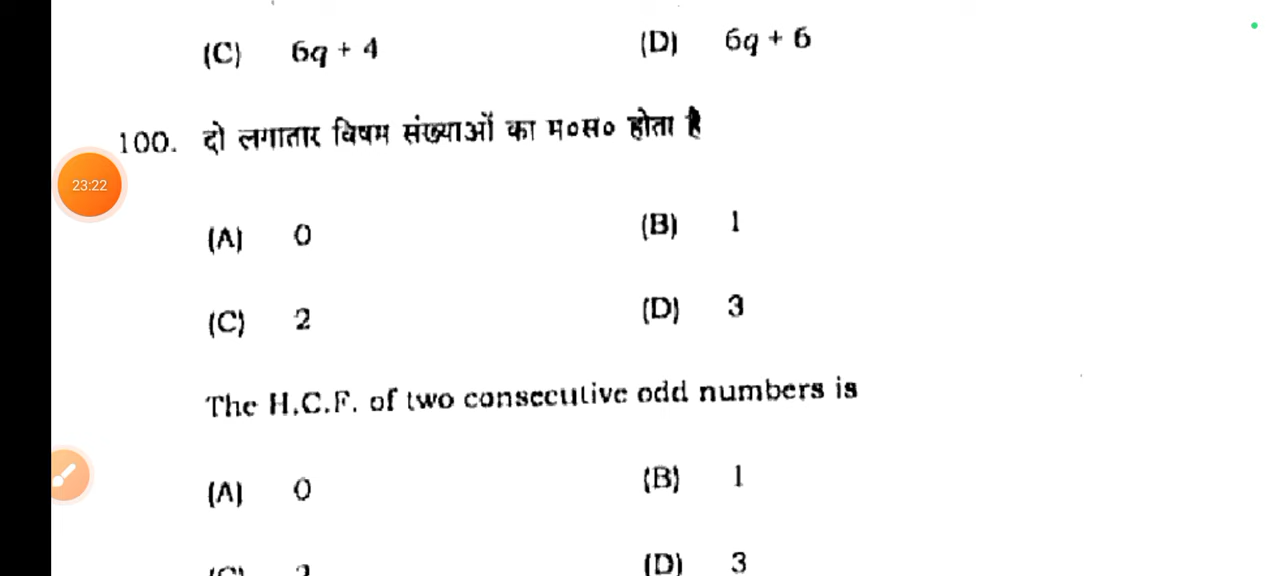 (C) 6q + 4 (D) 6q + 6
100. दो लगातार विषम संख्याओं का म०स० होता है
23:22
(A) 0 (B) 1
(C) 2 (D) 3
The H.C.F. of two consecutive odd numbers is
(A) 0 (B) 1
(D) 3